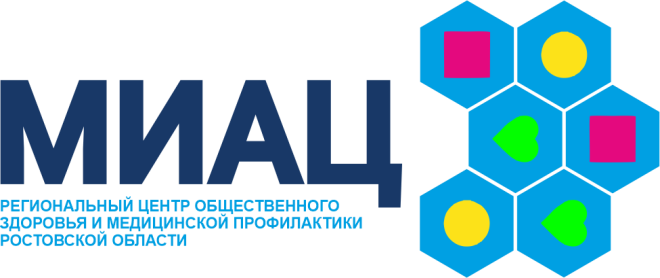 МИАЦ
РЕГИОНАЛЬНЫЙ ЦЕНТР ОБЩЕСТВЕННОГО
ЗДОРОВЬЯ И МЕДИЦИНСКОЙ ПРОФИЛАКТИКИ
РОСТОВСКОЙ ОБЛАСТИ